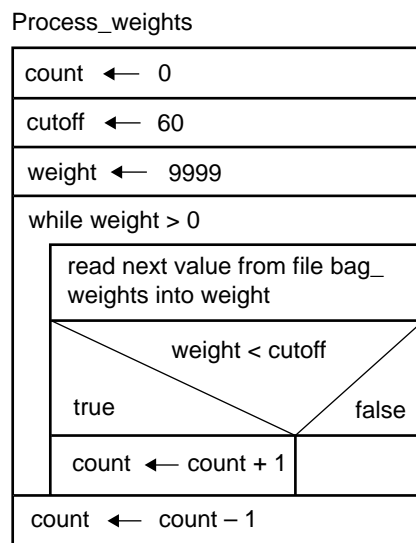 Process_weights
count ← 0
cutoff ← 60
weight ← 9999
while weight > 0
read next value from file bag_
weights into weight
weight < cutoff
true
false
count ← count + 1
count ← count – 1